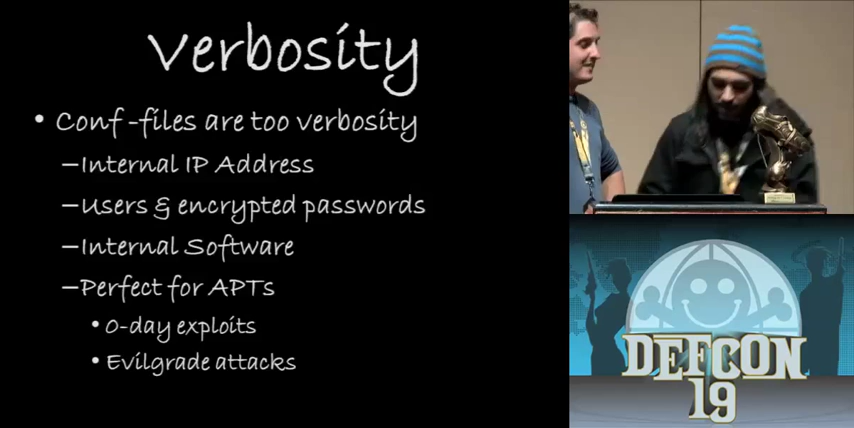 Verbosity
• Conf-files are too verbosity
–Internal IP Address
–Users & encrypted passwords
–Internal Software
–Perfect for APTs
• 0-day exploits
• Evilgrade attacks
DEFCON
19